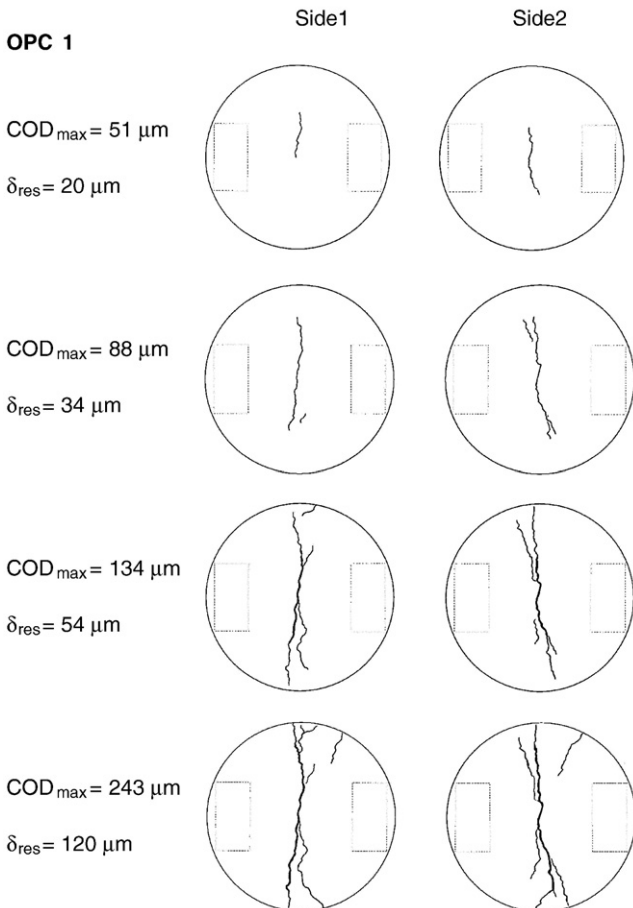 Side1 Side2
OPC 1
COD max = 51 μm
δres = 20 μm
COD max = 88 μm
δres = 34 μm
COD max = 134 μm
δres = 54 μm
COD max = 243 μm
δres = 120 μm